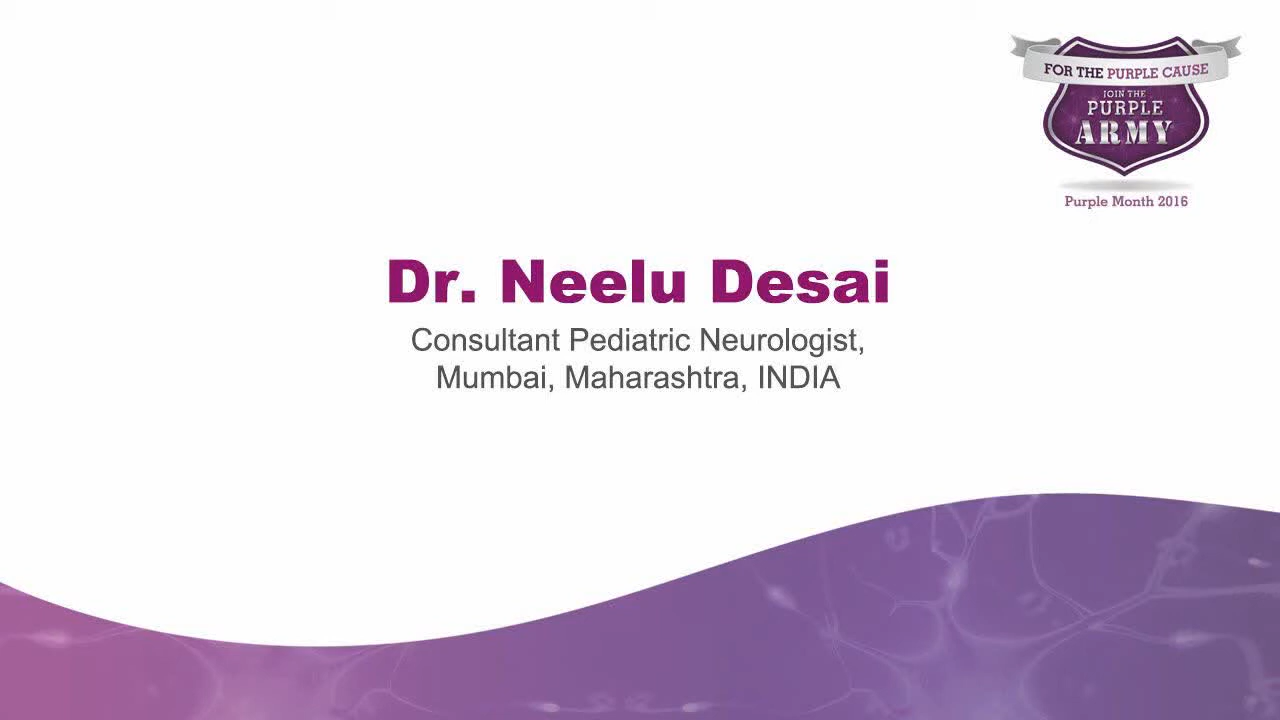 FOR THE PURPLE CAUSE
JOIN THE
PURPLE
ARMY
Purple Month 2016
Dr. Neelu Desai
Consultant Pediatric Neurologist,
Mumbai, Maharashtra, INDIA